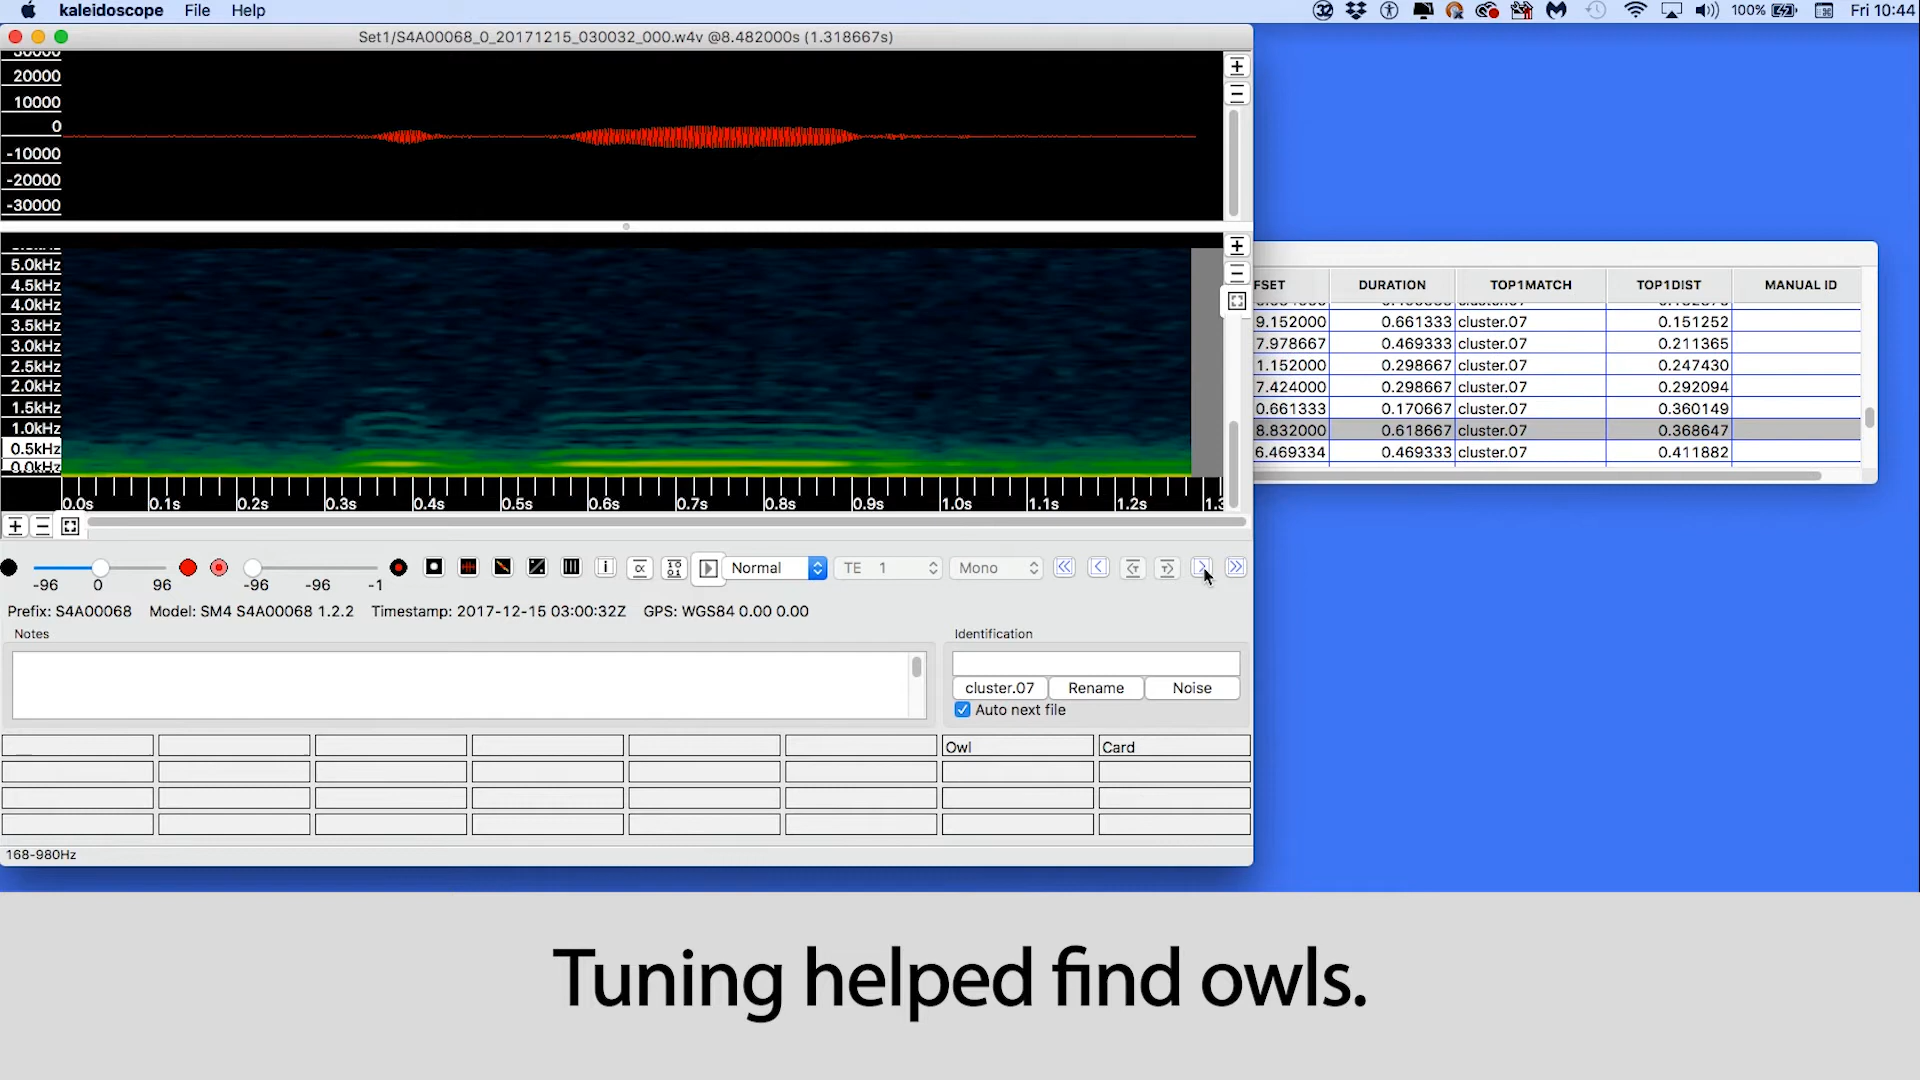 kaleidoscope File Help
32 100% Fri 10:44
Set1/S4A00068_0_20171215_030032_000.w4v @8.482000s (1.318667s)
20000
10000
0
-10000
-20000
-30000
5.0kHz
4.5kHz
4.0kHz
3.5kHz
3.0kHz
2.5kHz
2.0kHz
1.5kHz
1.0kHz
0.5kHz
0.0kHz
0.0s 0.1s 0.2s 0.3s 0.4s 0.5s 0.6s 0.7s 0.8s 0.9s 1.0s 1.1s 1.2s 1.3
FSET DURATION TOP1MATCH TOP1DIST MANUAL ID
9.152000 0.661333 cluster.07 0.151252
7.978667 0.469333 cluster.07 0.211365
1.152000 0.298667 cluster.07 0.247430
7.424000 0.298667 cluster.07 0.292094
0.661333 0.170667 cluster.07 0.360149
8.832000 0.618667 cluster.07 0.368647
6.469334 0.469333 cluster.07 0.411882
Normal TE 1 Mono
-96 0 96 -96 -96 -1
Prefix: S4A00068 Model: SM4 S4A00068 1.2.2 Timestamp: 2017-12-15 03:00:32Z GPS: WGS84 0.00 0.00
Notes
Identification
cluster.07 Rename Noise
Auto next file
Owl Card
168-980Hz
Tuning helped find owls.